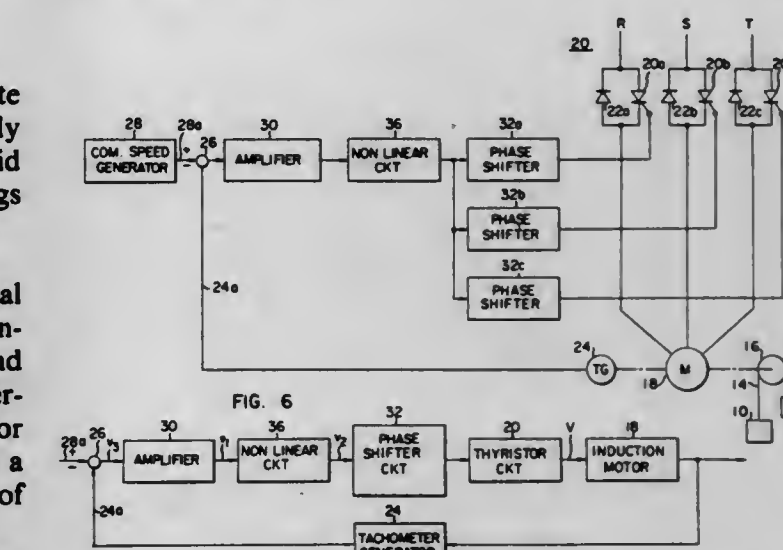 te
ly
id
gs
al
n-
nd
er-
or
a
of
R S T
20
20a 20b 20
22a 22b 22c
28 28a 26 30 36 32a
+
-
COM. SPEED
GENERATOR
AMPLIFIER
NON LINEAR
CKT
PHASE
SHIFTER
32b
PHASE
SHIFTER
32c
PHASE
SHIFTER
24a
24
TG
18
M
16
14
10
FIG. 6
28a 26 v3 30 36 32 20 18
+
-
AMPLIFIER
v1
NON LINEAR
CKT
v2
PHASE
SHIFTER
CKT
THYRISTOR
CKT
V
INDUCTION
MOTOR
24a
24
TACHOMETER
GENERATOR